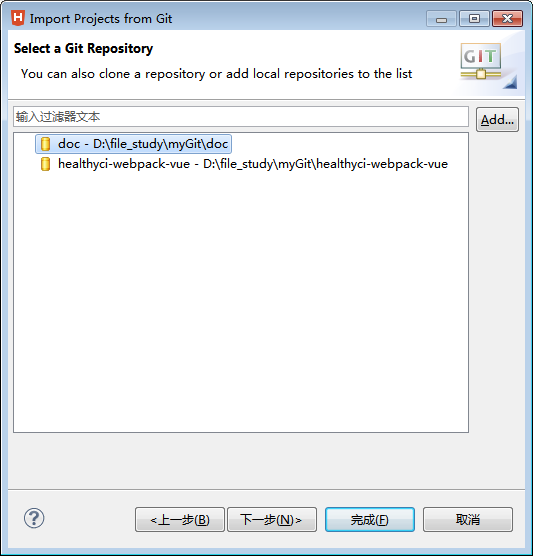 Import Projects from Git
Select a Git Repository
You can also clone a repository or add local repositories to the list
GIT
输入过滤器文本
Add...
doc - D:\file_study\myGit\doc
healthyci-webpack-vue - D:\file_study\myGit\healthyci-webpack-vue
?
<上一步(B)
下一步(N)>
完成(F)
取消